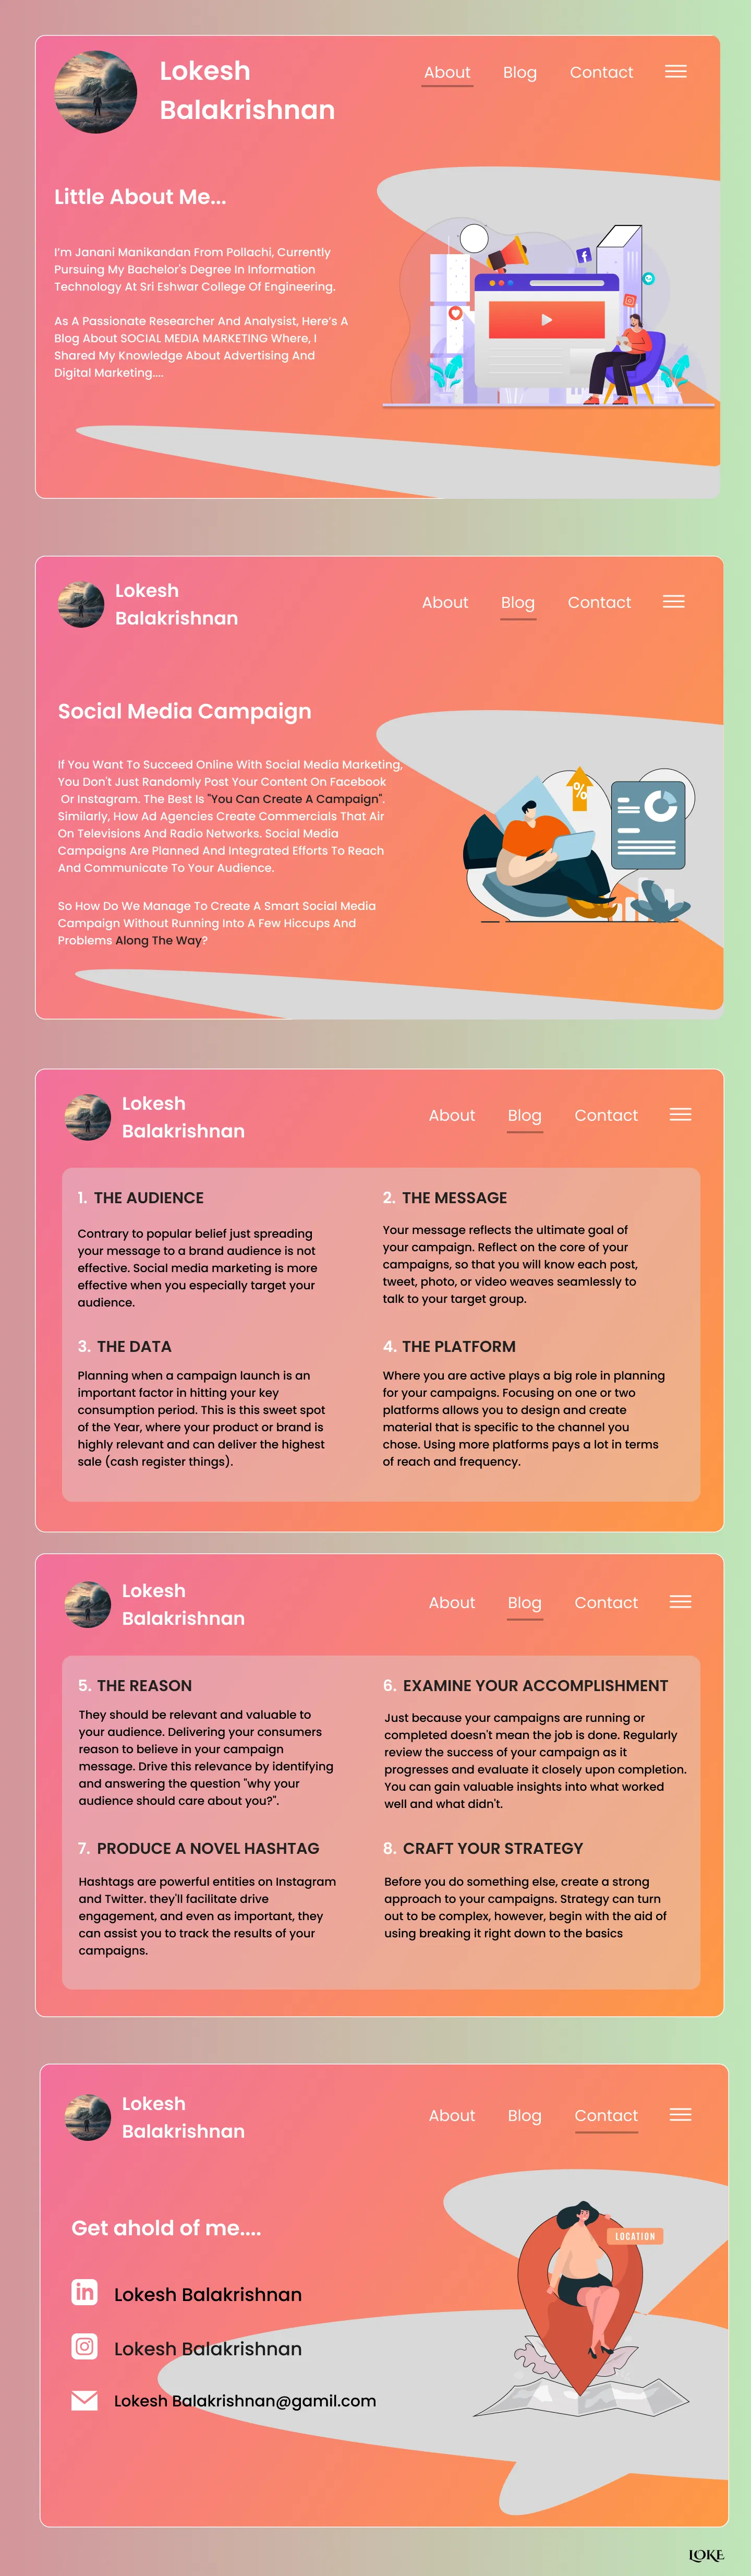 Lokesh
Balakrishnan
About Blog Contact
Little About Me...
I'm Janani Manikandan From Pollachi, Currently
Pursuing My Bachelor's Degree In Information
Technology At Sri Eshwar College Of Engineering.
As A Passionate Researcher And Analysist, Here's A
Blog About SOCIAL MEDIA MARKETING Where, I
Shared My Knowledge About Advertising And
Digital Marketing....
Lokesh
Balakrishnan
About Blog Contact
Social Media Campaign
If You Want To Succeed Online With Social Media Marketing,
You Don't Just Randomly Post Your Content On Facebook
Or Instagram. The Best Is "You Can Create A Campaign".
Similarly, How Ad Agencies Create Commercials That Air
On Televisions And Radio Networks. Social Media
Campaigns Are Planned And Integrated Efforts To Reach
And Communicate To Your Audience.
So How Do We Manage To Create A Smart Social Media
Campaign Without Running Into A Few Hiccups And
Problems Along The Way?
%
Lokesh
Balakrishnan
About Blog Contact
1. THE AUDIENCE
Contrary to popular belief just spreading
your message to a brand audience is not
effective. Social media marketing is more
effective when you especially target your
audience.
2. THE MESSAGE
Your message reflects the ultimate goal of
your campaign. Reflect on the core of your
campaigns, so that you will know each post,
tweet, photo, or video weaves seamlessly to
talk to your target group.
3. THE DATA
Planning when a campaign launch is an
important factor in hitting your key
consumption period. This is this sweet spot
of the Year, where your product or brand is
highly relevant and can deliver the highest
sale (cash register things).
4. THE PLATFORM
Where you are active plays a big role in planning
for your campaigns. Focusing on one or two
platforms allows you to design and create
material that is specific to the channel you
chose. Using more platforms pays a lot in terms
of reach and frequency.
Lokesh
Balakrishnan
About Blog Contact
5. THE REASON
They should be relevant and valuable to
your audience. Delivering your consumers
reason to believe in your campaign
message. Drive this relevance by identifying
and answering the question "why your
audience should care about you?".
6. EXAMINE YOUR ACCOMPLISHMENT
Just because your campaigns are running or
completed doesn't mean the job is done. Regularly
review the success of your campaign as it
progresses and evaluate it closely upon completion.
You can gain valuable insights into what worked
well and what didn't.
7. PRODUCE A NOVEL HASHTAG
Hashtags are powerful entities on Instagram
and Twitter. they'll facilitate drive
engagement, and even as important, they
can assist you to track the results of your
campaigns.
8. CRAFT YOUR STRATEGY
Before you do something else, create a strong
approach to your campaigns. Strategy can turn
out to be complex, however, begin with the aid of
using breaking it right down to the basics
Lokesh
Balakrishnan
About Blog Contact
Get ahold of me....
LOCATION
in Lokesh Balakrishnan
Lokesh Balakrishnan
Lokesh Balakrishnan@gamil.com
LOKE